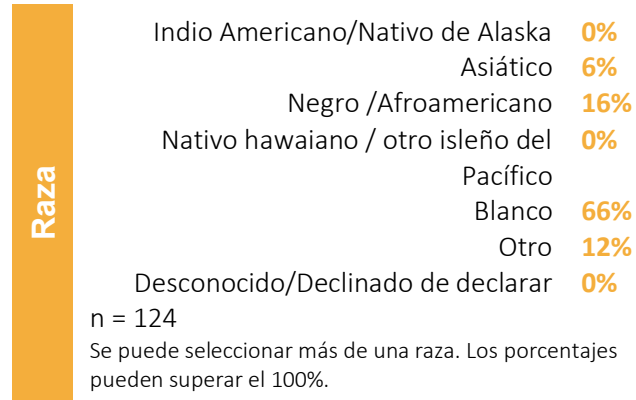 Raza
Indio Americano/Nativo de Alaska 0%
Asiático 6%
Negro /Afroamericano 16%
Nativo hawaiano / otro isleño del 0%
Pacífico
Blanco 66%
Otro 12%
Desconocido/Declinado de declarar 0%
n = 124
Se puede seleccionar más de una raza. Los porcentajes
pueden superar el 100%.